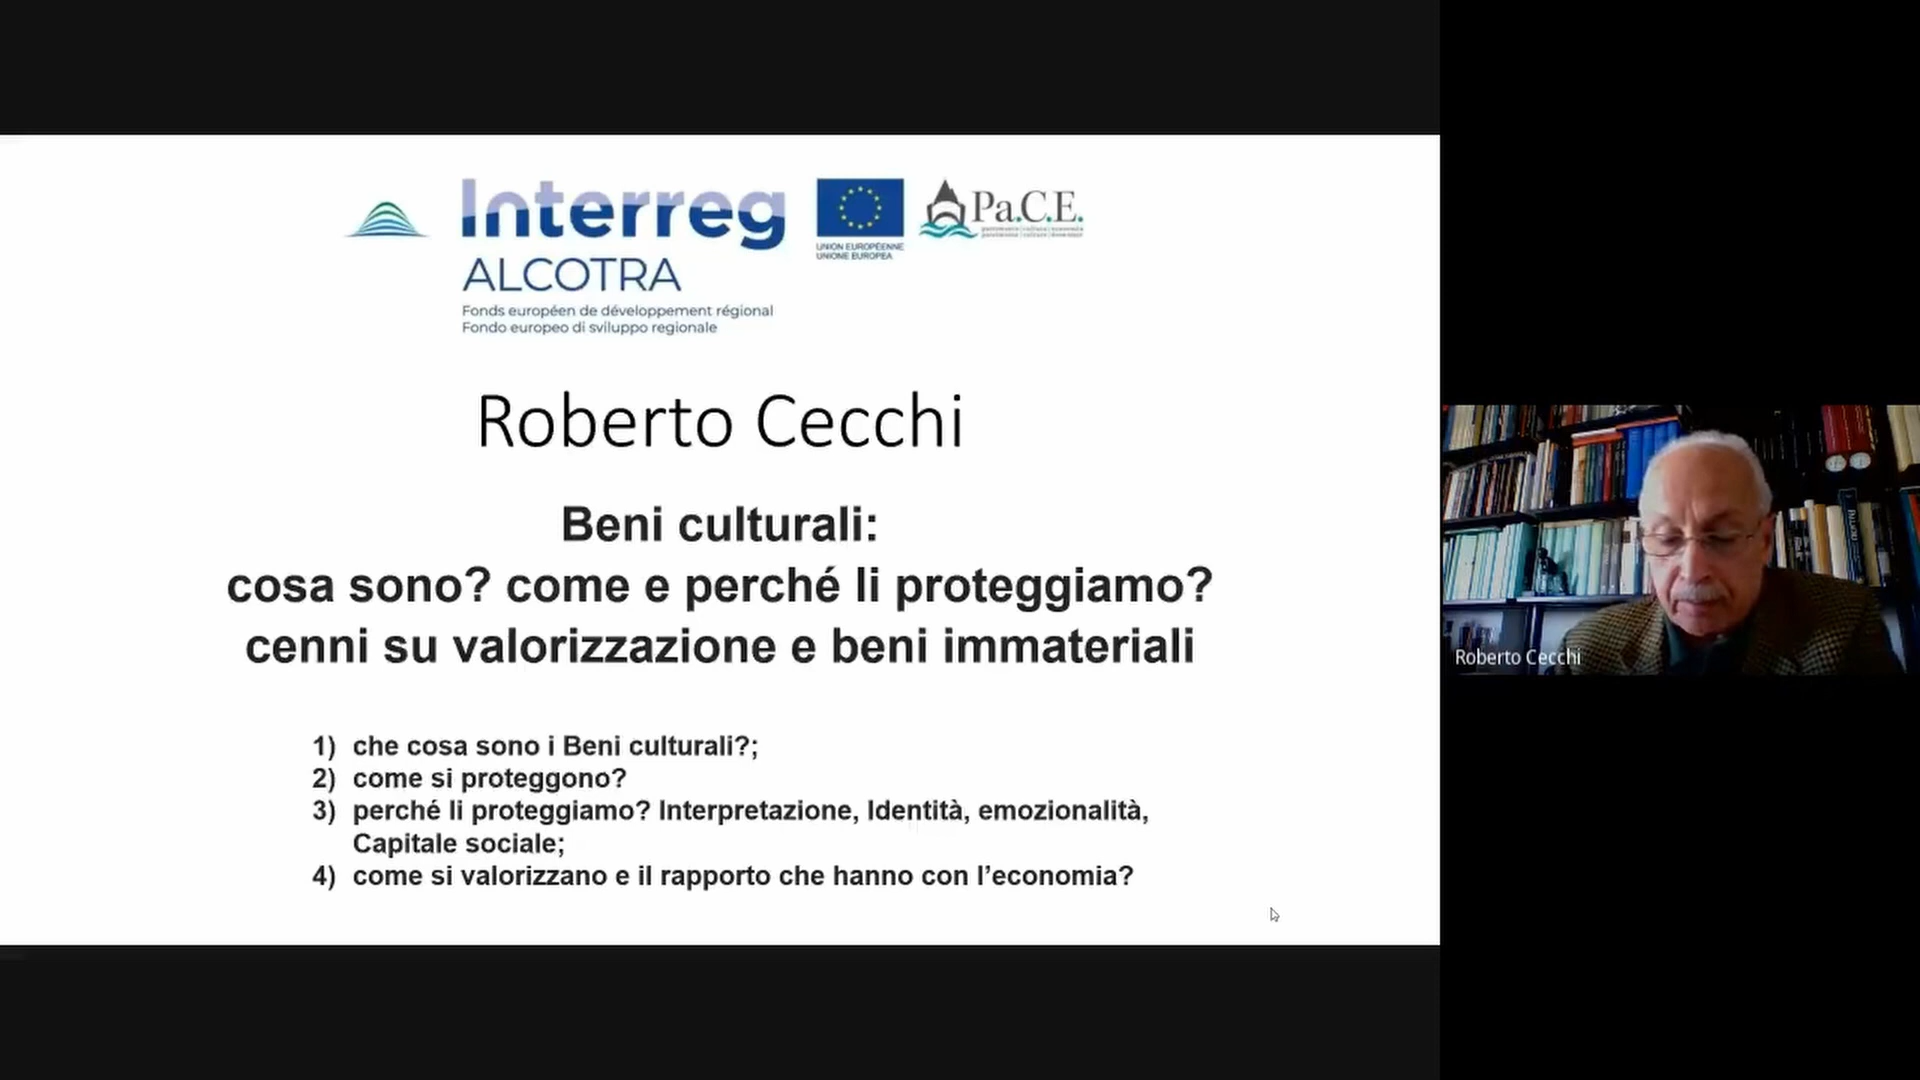 Interreg
ALCOTRA
Fonds européen de développement régional
Fondo europeo di sviluppo regionale
UNION EUROPÉENNE
UNIONE EUROPEA
Pa.C.E.
Roberto Cecchi
Beni culturali:
cosa sono? come e perché li proteggiamo?
cenni su valorizzazione e beni immateriali
1) che cosa sono i Beni culturali?;
2) come si proteggono?
3) perché li proteggiamo? Interpretazione, Identità, emozionalità,
Capitale sociale;
4) come si valorizzano e il rapporto che hanno con l’economia?
Roberto Cecchi